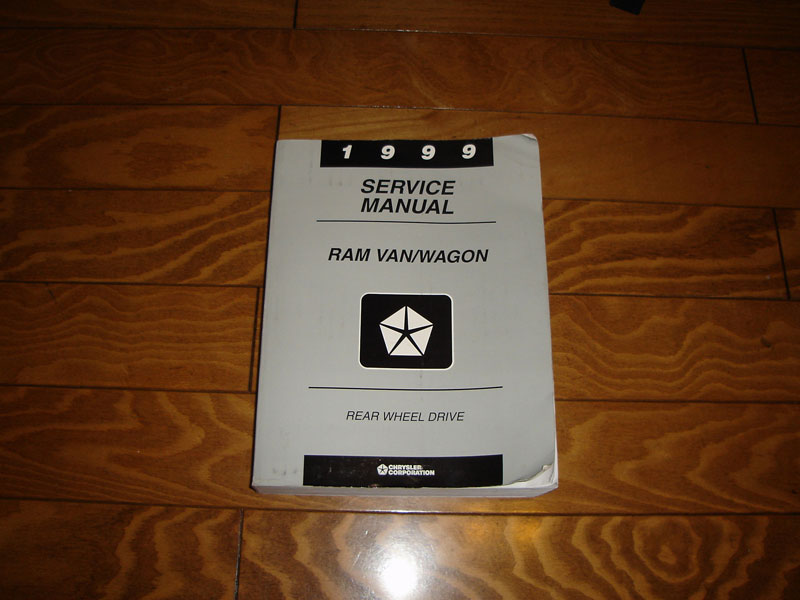 1999
SERVICE
MANUAL
RAM VAN/WAGON
REAR WHEEL DRIVE
CHRYSLER
CORPORATION